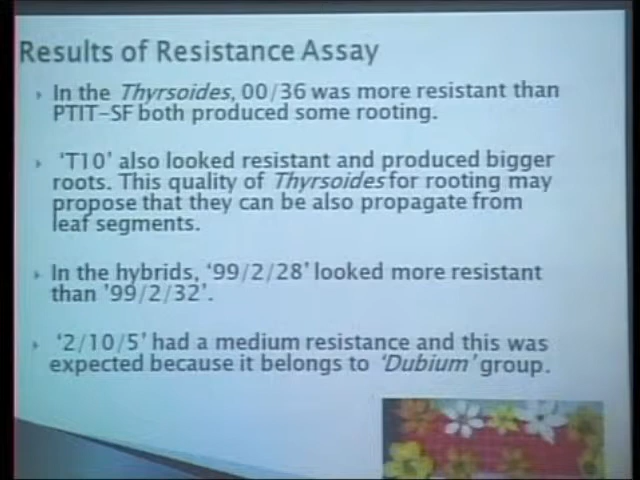 Results of Resistance Assay
In the Thyrsoides, 00/36 was more resistant than
PTIT-SF both produced some rooting.
'T10' also looked resistant and produced bigger
roots. This quality of Thyrsoides for rooting may
propose that they can be also propagate from
leaf segments.
In the hybrids, '99/2/28' looked more resistant
than '99/2/32'.
'2/10/5' had a medium resistance and this was
expected because it belongs to 'Dubium' group.